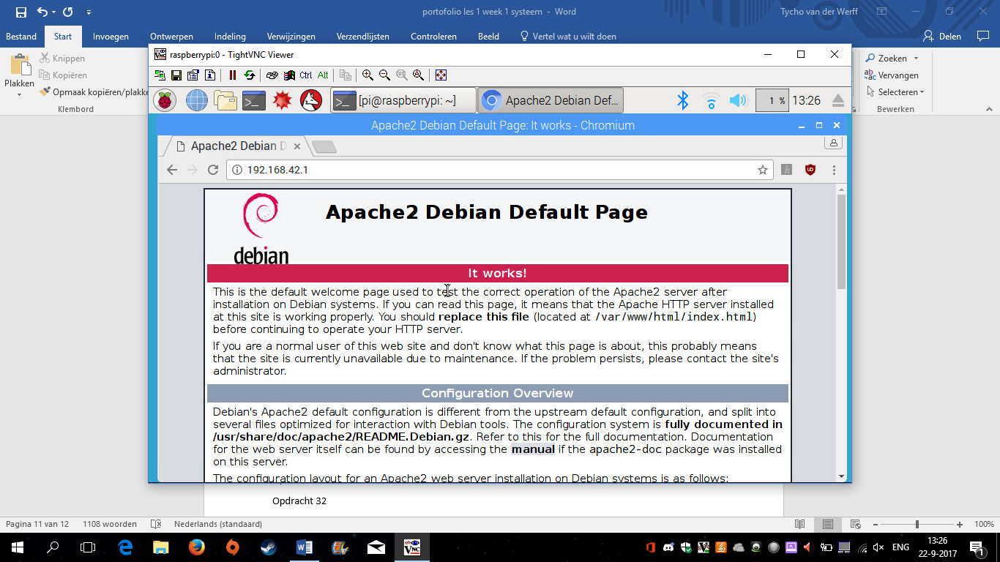 portofolio les 1 week 1 systeem - Word
Tycho van der Werff
Bestand
Start
Invoegen
Ontwerpen
Indeling
Verwijzingen
Verzendlijsten
Controleren
Beeld
Vertel wat u wilt doen
Delen
Plakken
Knippen
Kopiëren
Opmaak kopiëren/plakke
Klembord
Zoeken
Vervangen
Selecteren
Bewerken
raspberrypi:0 - TightVNC Viewer
Ctrl Alt
[pi@raspberrypi: ~]
Apache2 Debian Def...
1 %
13:26
Apache2 Debian Default Page: It works - Chromium
Apache2 Debian D
192.168.42.1
debian
Apache2 Debian Default Page
It works!
This is the default welcome page used to test the correct operation of the Apache2 server after
installation on Debian systems. If you can read this page, it means that the Apache HTTP server installed
at this site is working properly. You should replace this file (located at /var/www/html/index.html)
before continuing to operate your HTTP server.
If you are a normal user of this web site and don't know what this page is about, this probably means
that the site is currently unavailable due to maintenance. If the problem persists, please contact the site's
administrator.
Configuration Overview
Debian's Apache2 default configuration is different from the upstream default configuration, and split into
several files optimized for interaction with Debian tools. The configuration system is fully documented in
/usr/share/doc/apache2/README.Debian.gz. Refer to this for the full documentation. Documentation
for the web server itself can be found by accessing the manual if the apache2-doc package was installed
on this server.
The configuration layout for an Apache2 web server installation on Debian systems is as follows:
Opdracht 32
Pagina 11 van 12
1108 woorden
Nederlands (standaard)
100%
ENG
13:26
22-9-2017